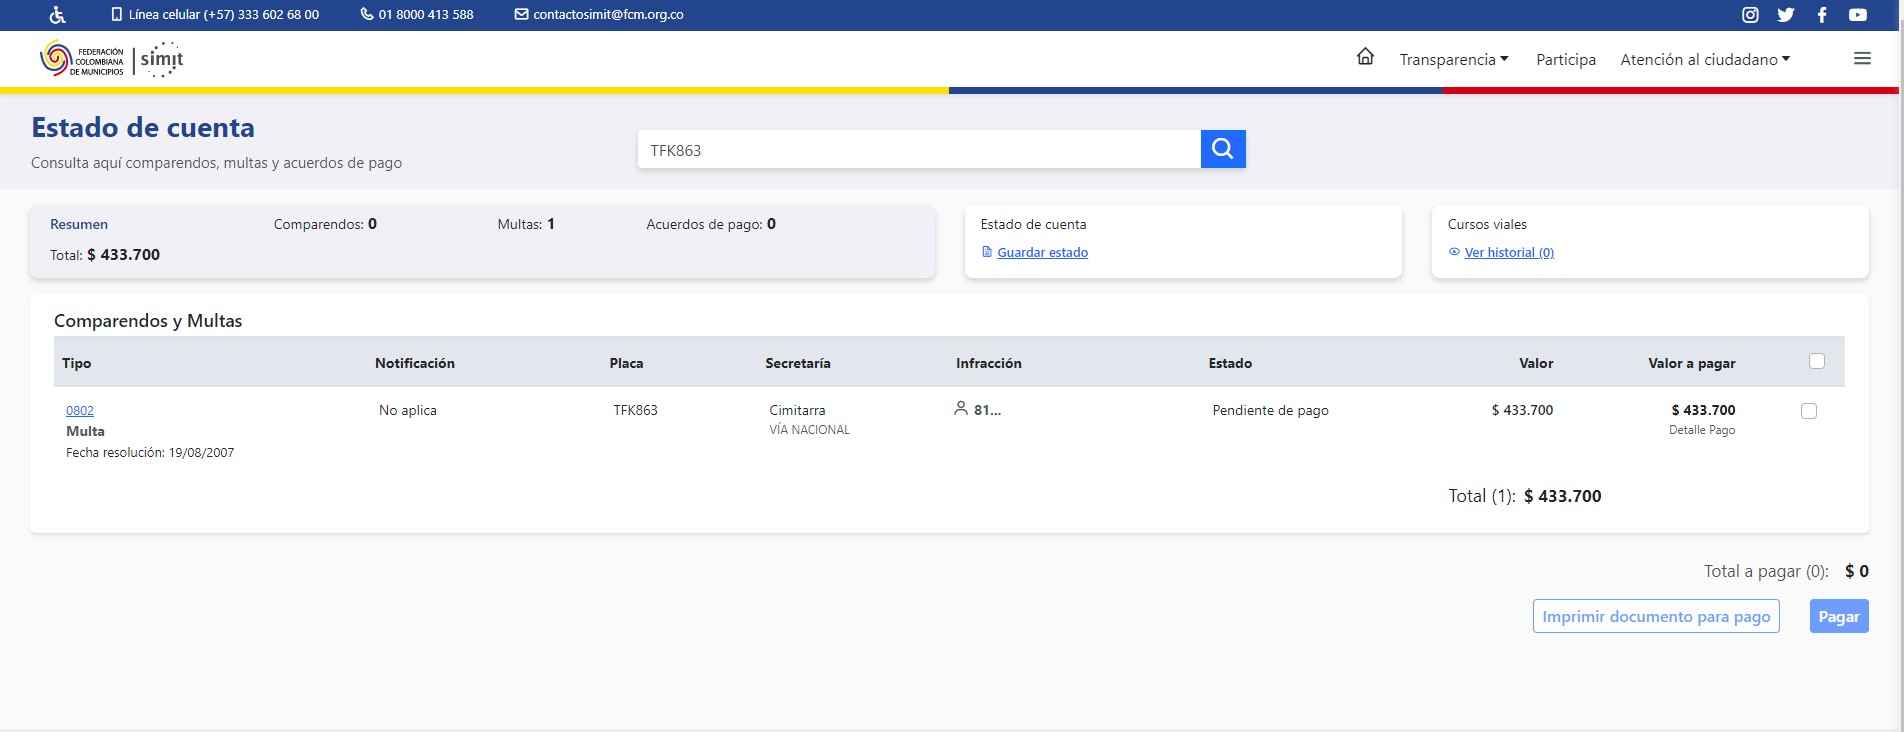 Línea celular (+57) 333 602 68 00 01 8000 413 588 contactosimit@fcm.org.co
FEDERACIÓN
COLOMBIANA
DE MUNICIPIOS
simit
Transparencia Participa Atención al ciudadano
Estado de cuenta
Consulta aquí comparendos, multas y acuerdos de pago
TFK863
Resumen Comparendos: 0 Multas: 1 Acuerdos de pago: 0
Total: $ 433.700
Estado de cuenta
Guardar estado
Cursos viales
Ver historial (0)
Comparendos y Multas
Tipo Notificación Placa Secretaría Infracción Estado Valor Valor a pagar
0802 No aplica TFK863 Cimitarra 81... Pendiente de pago $ 433.700 $ 433.700
Multa VÍA NACIONAL Detalle Pago
Fecha resolución: 19/08/2007
Total (1): $ 433.700
Total a pagar (0): $ 0
Imprimir documento para pago Pagar